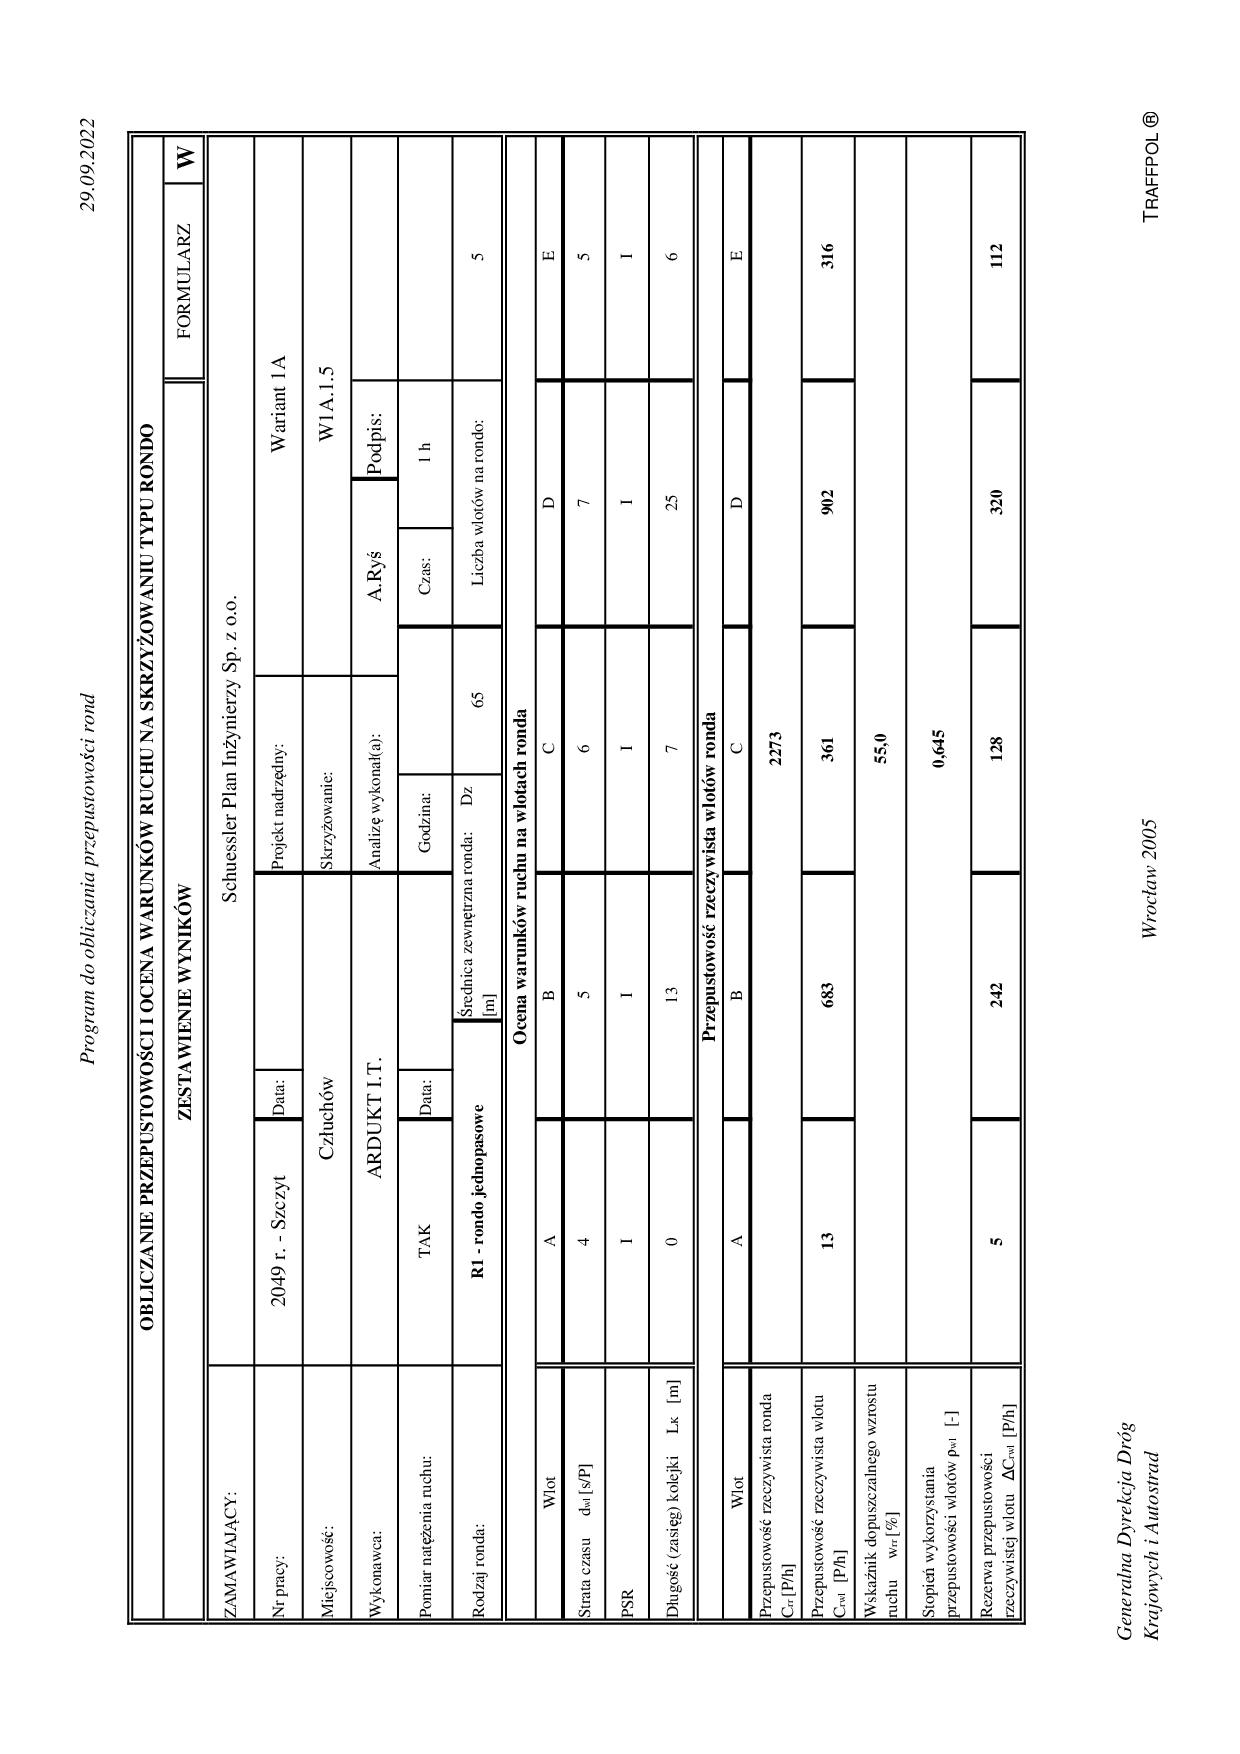 Program do obliczania przepustowości rond 29.09.2022
OBLICZANIE PRZEPUSTOWOŚCI I OCENA WARUNKÓW RUCHU NA SKRZYŻOWANIU TYPU RONDO
ZESTAWIENIE WYNIKÓW FORMULARZ W
ZAMAWIAJĄCY: Schuessler Plan Inżynierzy Sp. z o.o.
Nr pracy: 2049 r. - Szczyt Data: Projekt nadrzędny: Wariant 1A
Miejscowość: Człuchów Skrzyżowanie: W1A.1.5
Wykonawca: ARDUKT I.T. Analizę wykonał(a): A.Ryś Podpis:
Pomiar natężenia ruchu: TAK Data: Godzina: Czas: 1 h
Rodzaj ronda: R1 - rondo jednopasowe Średnica zewnętrzna ronda: Dz [m] 65 Liczba wlotów na rondo: 5
Ocena warunków ruchu na wlotach ronda
Wlot A B C D E
Strata czasu dwl [s/P] 4 5 6 7 5
PSR I I I I I
Długość (zasięg) kolejki LK [m] 0 13 7 25 6
Przepustowość rzeczywista wlotów ronda
Wlot A B C D E
Przepustowość rzeczywista ronda
Crr [P/h] 2273
Przepustowość rzeczywista wlotu
Crwl [P/h] 13 683 361 902 316
Wskaźnik dopuszczalnego wzrostu
ruchu wrr [%] 55,0
Stopień wykorzystania
przepustowości wlotów ρwl [-] 0,645
Rezerwa przepustowości
rzeczywistej wlotu ΔCrwl [P/h] 5 242 128 320 112
Generalna Dyrekcja Dróg
Krajowych i Autostrad Wrocław 2005 TRAFFPOL ®